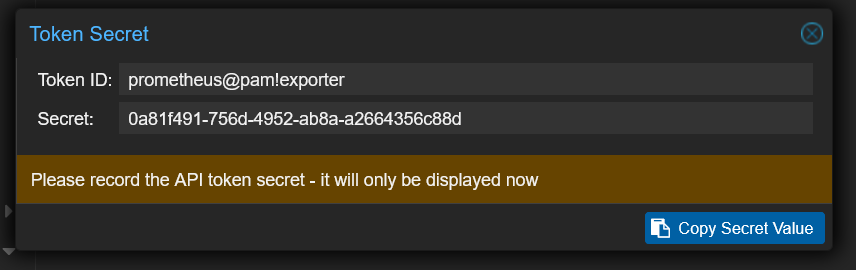 Token Secret
Token ID: prometheus@pam!exporter
Secret: 0a81f491-756d-4952-ab8a-a2664356c88d
Please record the API token secret - it will only be displayed now
Copy Secret Value